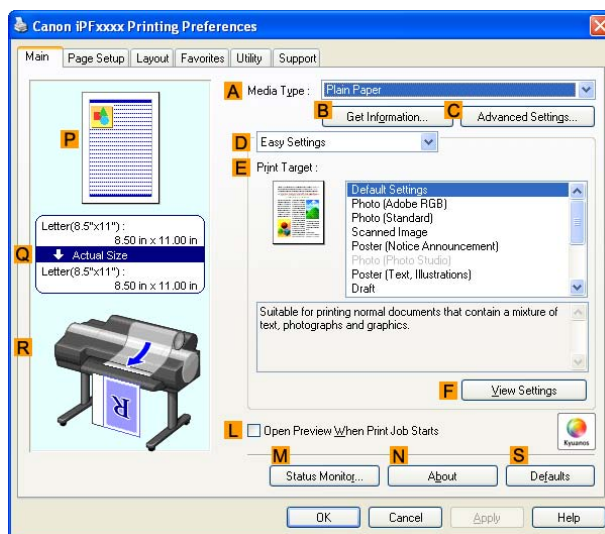 Canon iPFxxxx Printing Preferences
Main Page Setup Layout Favorites Utility Support
A Media Type : Plain Paper
B Get Information... C Advanced Settings...
D Easy Settings
E Print Target :
Default Settings
Photo (Adobe RGB)
Photo (Standard)
Scanned Image
Poster (Notice Announcement)
Photo (Photo Studio)
Poster (Text, Illustrations)
Draft
Suitable for printing normal documents that contain a mixture of
text, photographs and graphics.
F View Settings
P
Q
Letter(8.5"x11") :
8.50 in x 11.00 in
Actual Size
Letter(8.5"x11") :
8.50 in x 11.00 in
R
R
L Open Preview When Print Job Starts
Kyuanos
M Status Monitor... N About S Defaults
OK Cancel Apply Help